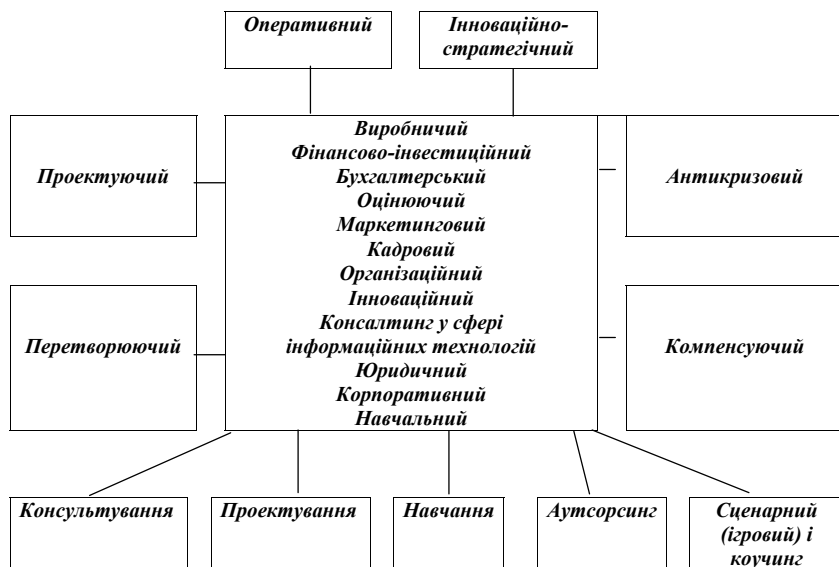 Оперативний
Інноваційно-
стратегічний
Проектуючий
Виробничий
Фінансово-інвестиційний
Бухгалтерський
Оцінюючий
Маркетинговий
Кадровий
Організаційний
Інноваційний
Консалтинг у сфері
інформаційних технологій
Юридичний
Корпоративний
Навчальний
Антикризовий
Перетворюючий
Компенсуючий
Консультування
Проектування
Навчання
Аутсорсинг
Сценарний
(ігровий) і
коучинг